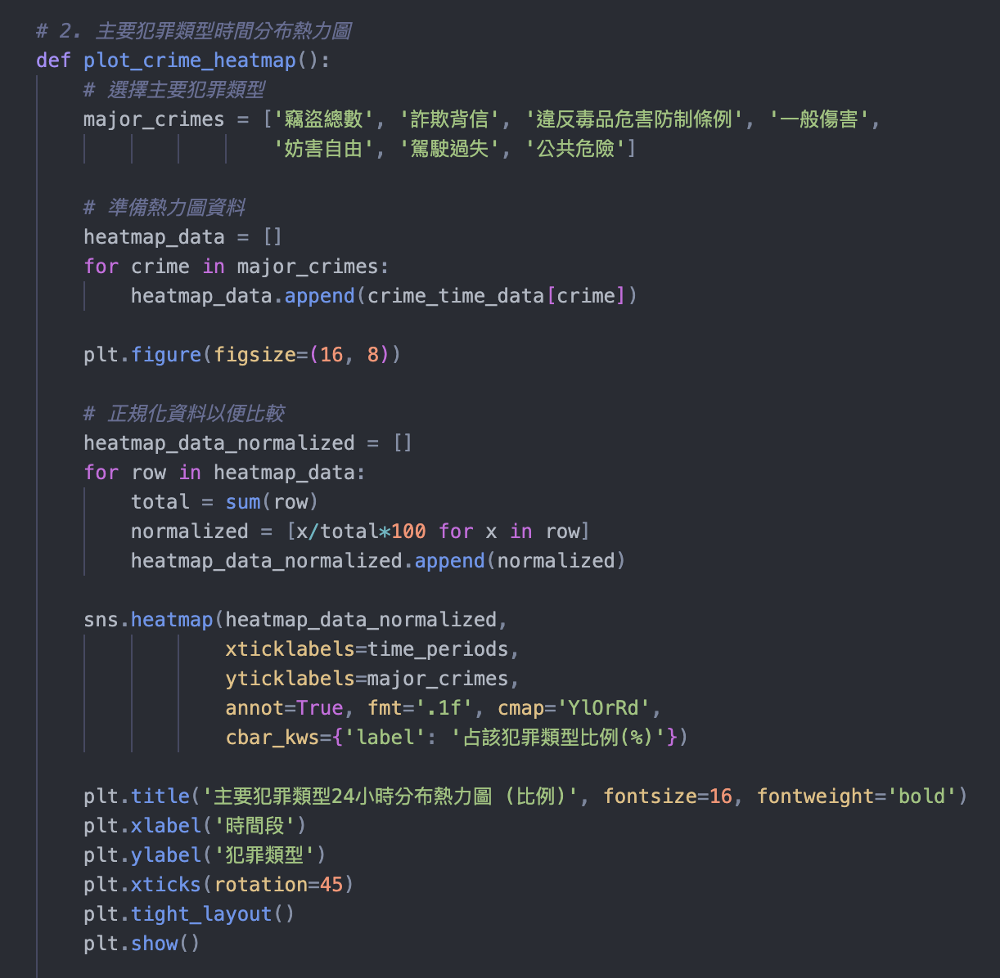 # 2. 主要犯罪類型時間分布熱力圖
def plot_crime_heatmap():
    # 選擇主要犯罪類型
    major_crimes = ['竊盜總數', '詐欺背信', '違反毒品危害防制條例', '一般傷害',
                    '妨害自由', '駕駛過失', '公共危險']

    # 準備熱力圖資料
    heatmap_data = []
    for crime in major_crimes:
        heatmap_data.append(crime_time_data[crime])

    plt.figure(figsize=(16, 8))

    # 正規化資料以便比較
    heatmap_data_normalized = []
    for row in heatmap_data:
        total = sum(row)
        normalized = [x/total*100 for x in row]
        heatmap_data_normalized.append(normalized)

    sns.heatmap(heatmap_data_normalized,
                xticklabels=time_periods,
                yticklabels=major_crimes,
                annot=True, fmt='.1f', cmap='YlOrRd',
                cbar_kws={'label': '占該犯罪類型比例(%)'})

    plt.title('主要犯罪類型24小時分布熱力圖 (比例)', fontsize=16, fontweight='bold')
    plt.xlabel('時間段')
    plt.ylabel('犯罪類型')
    plt.xticks(rotation=45)
    plt.tight_layout()
    plt.show()